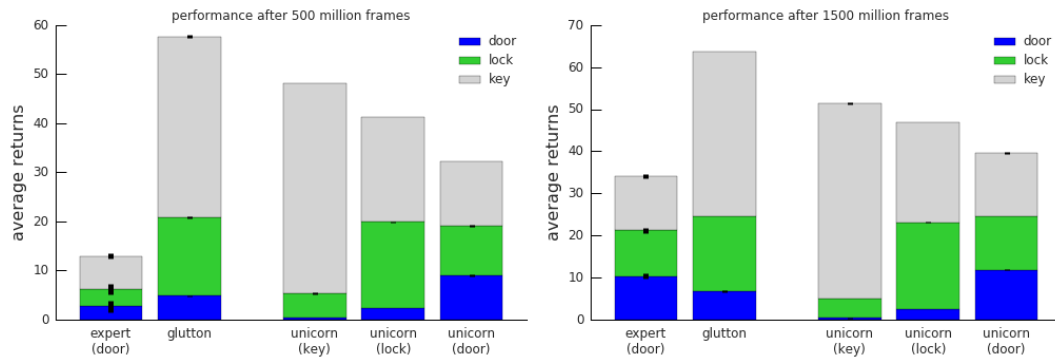 performance after 500 million frames
average returns
60
50
40
30
20
10
0
door
lock
key
expert
(door)
glutton
unicorn
(key)
unicorn
(lock)
unicorn
(door)
performance after 1500 million frames
average returns
70
60
50
40
30
20
10
0
door
lock
key
expert
(door)
glutton
unicorn
(key)
unicorn
(lock)
unicorn
(door)